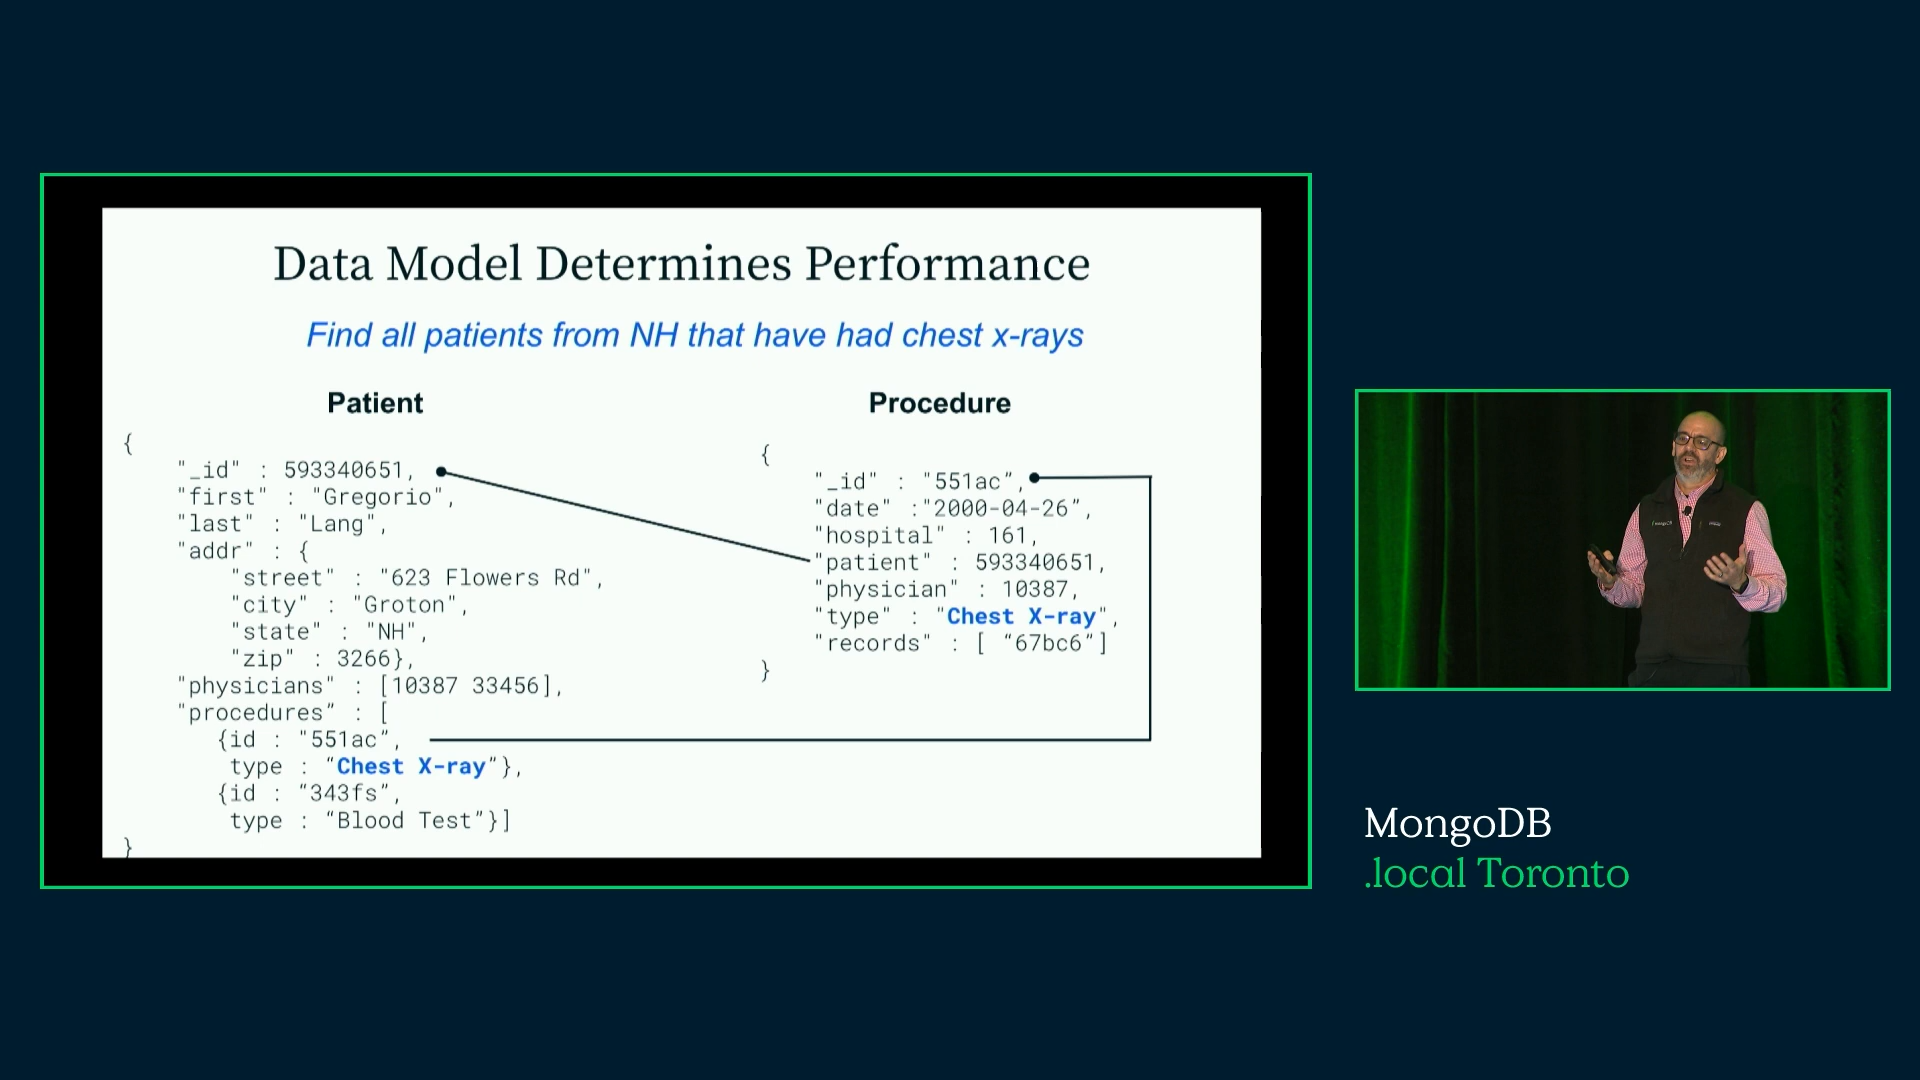 Data Model Determines Performance
Find all patients from NH that have had chest x-rays
Patient
{
"_id" : 593340651,
"first" : "Gregorio",
"last" : "Lang",
"addr" : {
"street" : "623 Flowers Rd",
"city" : "Groton",
"state" : "NH",
"zip" : 3266},
"physicians" : [10387 33456],
"procedures” : [
{id : "551ac”,
type : “Chest X-ray”},
{id : “343fs”,
type : “Blood Test”}]
}
Procedure
{
"_id" : "551ac”,
"date" :"2000-04-26”,
"hospital" : 161,
"patient" : 593340651,
"physician" : 10387,
"type" : "Chest X-ray",
"records" : [ “67bc6”]
}
MongoDB
.local Toronto